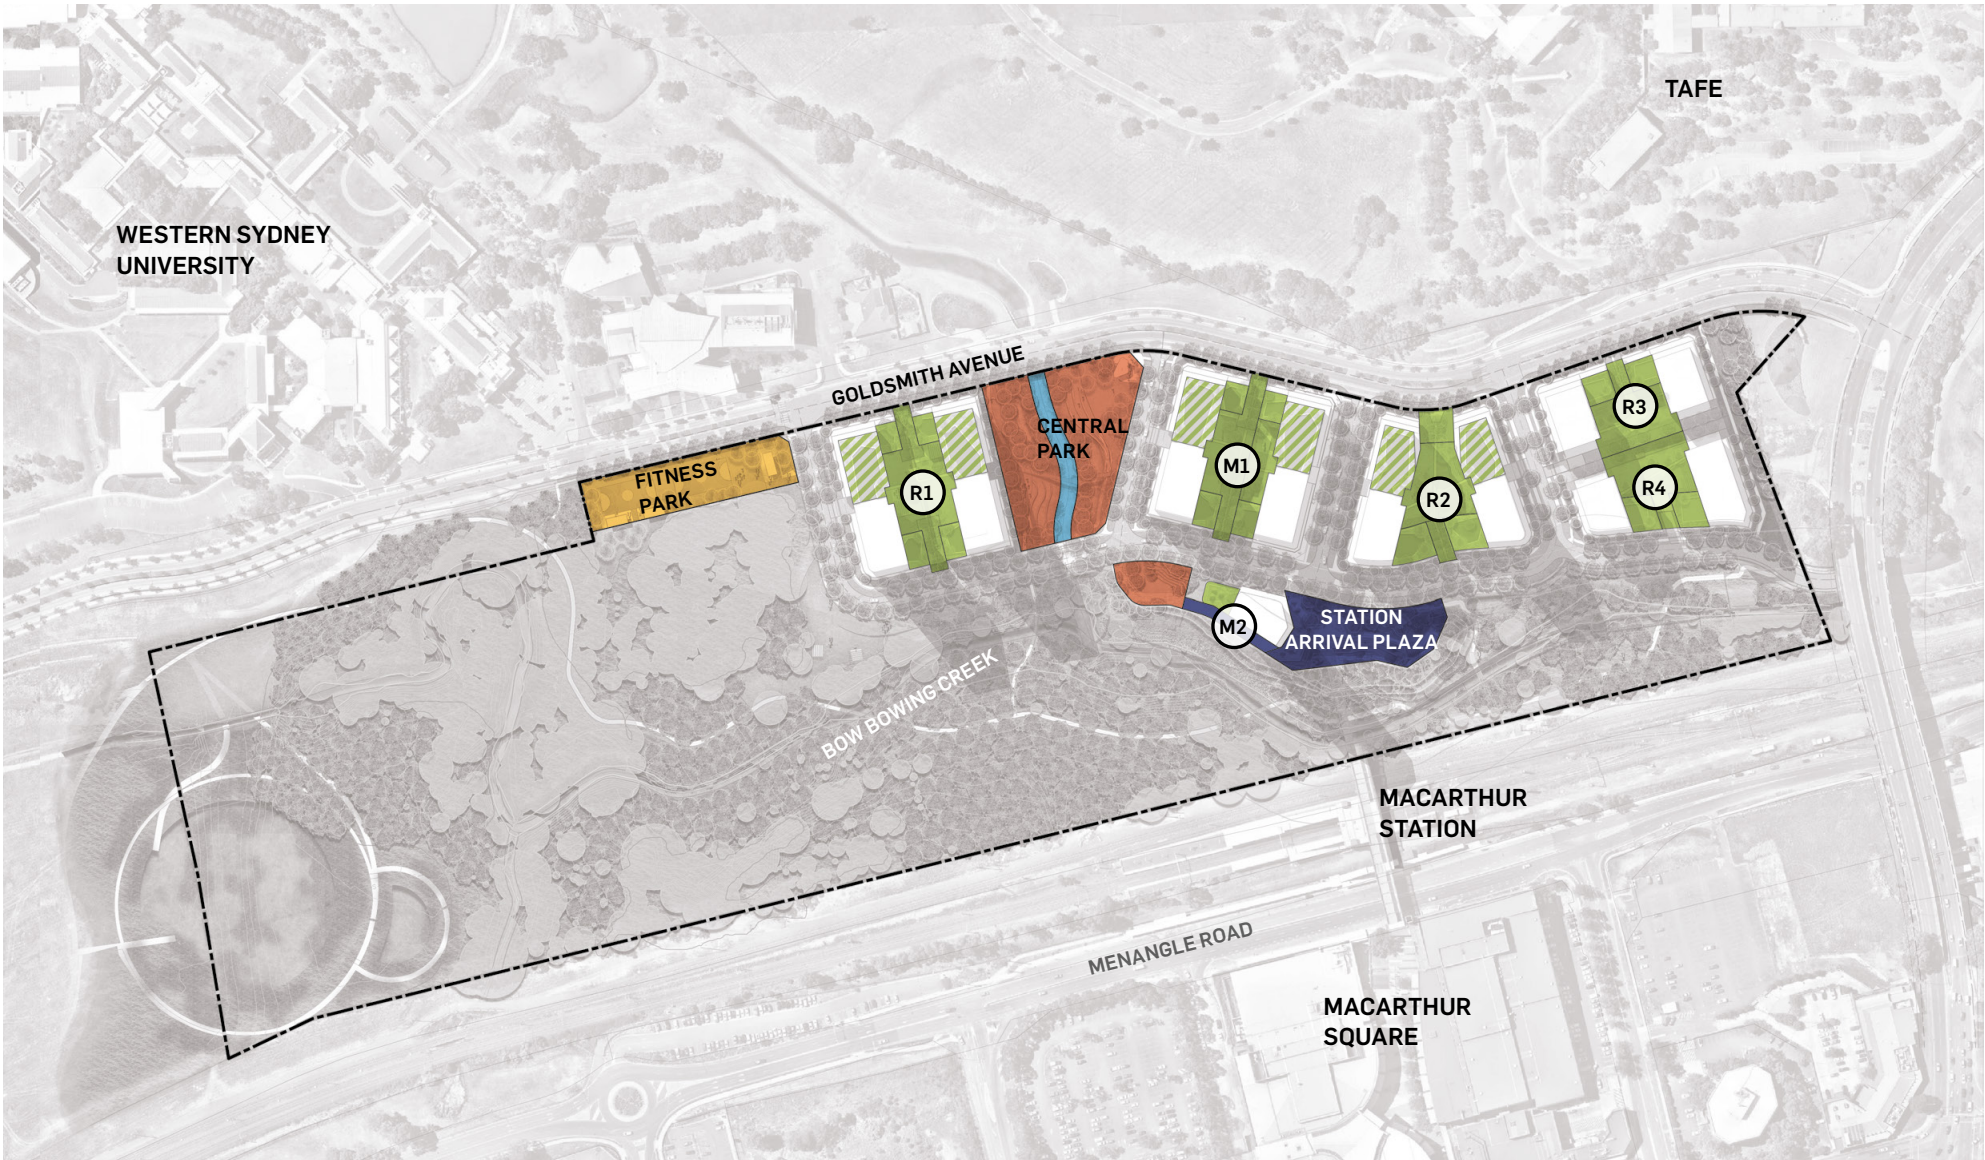 TAFE
WESTERN SYDNEY
UNIVERSITY
GOLDSMITH AVENUE
R3
CENTRAL
PARK
M1
FITNESS
PARK
R1
R2
R4
STATION
ARRIVAL PLAZA
M2
BOW BOWING CREEK
MACARTHUR
STATION
MENANGLE ROAD
MACARTHUR
SQUARE